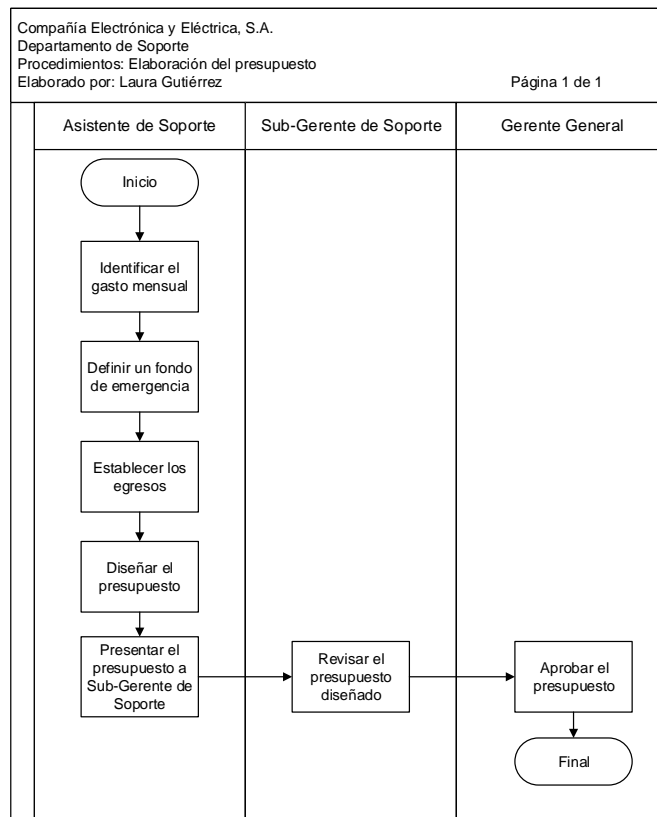 Compañía Electrónica y Eléctrica, S.A.
Departamento de Soporte
Procedimientos: Elaboración del presupuesto
Elaborado por: Laura Gutiérrez Página 1 de 1
Asistente de Soporte Sub-Gerente de Soporte Gerente General
Inicio
Identificar el
gasto mensual
Definir un fondo
de emergencia
Establecer los
egresos
Diseñar el
presupuesto
Presentar el
presupuesto a
Sub-Gerente de
Soporte
Revisar el
presupuesto
diseñado
Aprobar el
presupuesto
Final